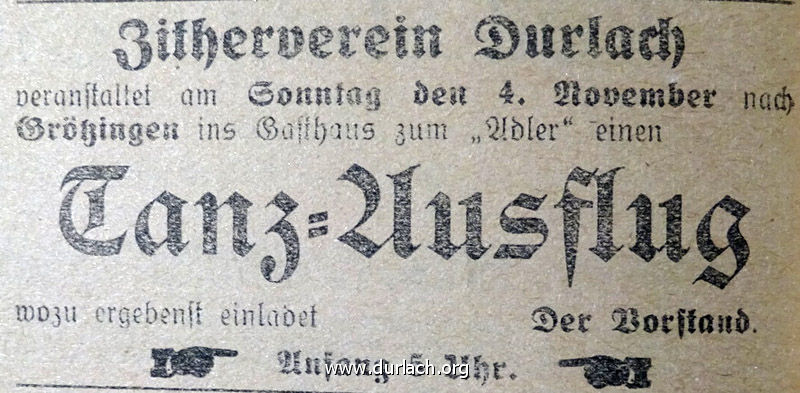 Zitherverein Durlach
veranstaltet am Sonntag den 4. November nach
Grötzingen ins Gasthaus zum „Adler“ einen
Tanz-Ausflug
wozu ergebenst einladet Der Vorstand.
Anfang Uhr.
www.durlach.org